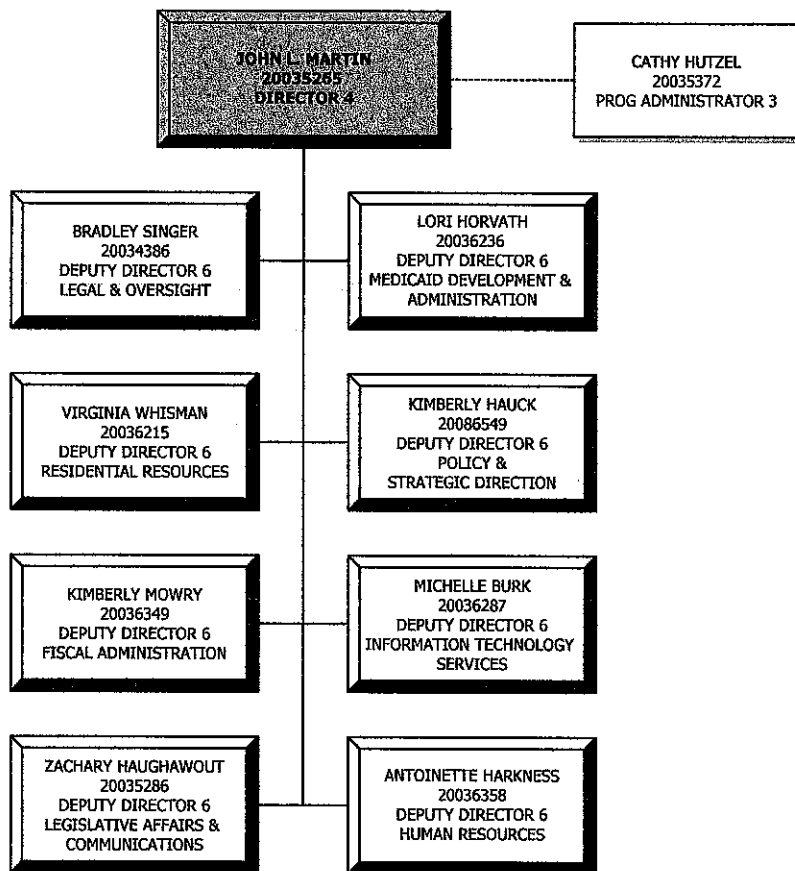 JOHN L. MARTIN
20035265
DIRECTOR 4
CATHY HUTZEL
20035372
PROG ADMINISTRATOR 3
BRADLEY SINGER
20034386
DEPUTY DIRECTOR 6
LEGAL & OVERSIGHT
LORI HORVATH
20036236
DEPUTY DIRECTOR 6
MEDICAID DEVELOPMENT &
ADMINISTRATION
VIRGINIA WHISMAN
20036215
DEPUTY DIRECTOR 6
RESIDENTIAL RESOURCES
KIMBERLY HAUCK
20086549
DEPUTY DIRECTOR 6
POLICY &
STRATEGIC DIRECTION
KIMBERLY MOWRY
20036349
DEPUTY DIRECTOR 6
FISCAL ADMINISTRATION
MICHELLE BURK
20036287
DEPUTY DIRECTOR 6
INFORMATION TECHNOLOGY
SERVICES
ZACHARY HAUGHAWOUT
20035286
DEPUTY DIRECTOR 6
LEGISLATIVE AFFAIRS &
COMMUNICATIONS
ANTOINETTE HARKNESS
20036358
DEPUTY DIRECTOR 6
HUMAN RESOURCES